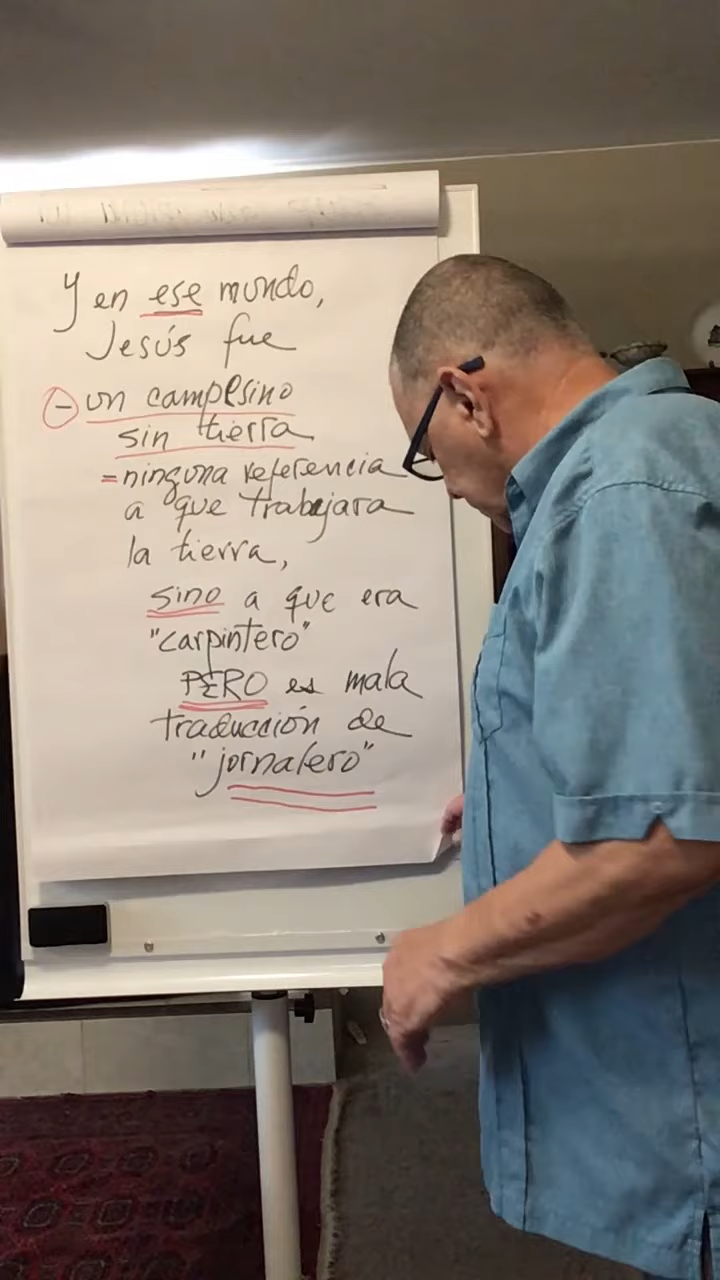 Y en ese mundo,
Jesús fue
- un campesino
sin tierra
= ninguna referencia
a que trabajara
la tierra,
sino a que era
"carpintero"
PERO es mala
traducción de
"jornalero"